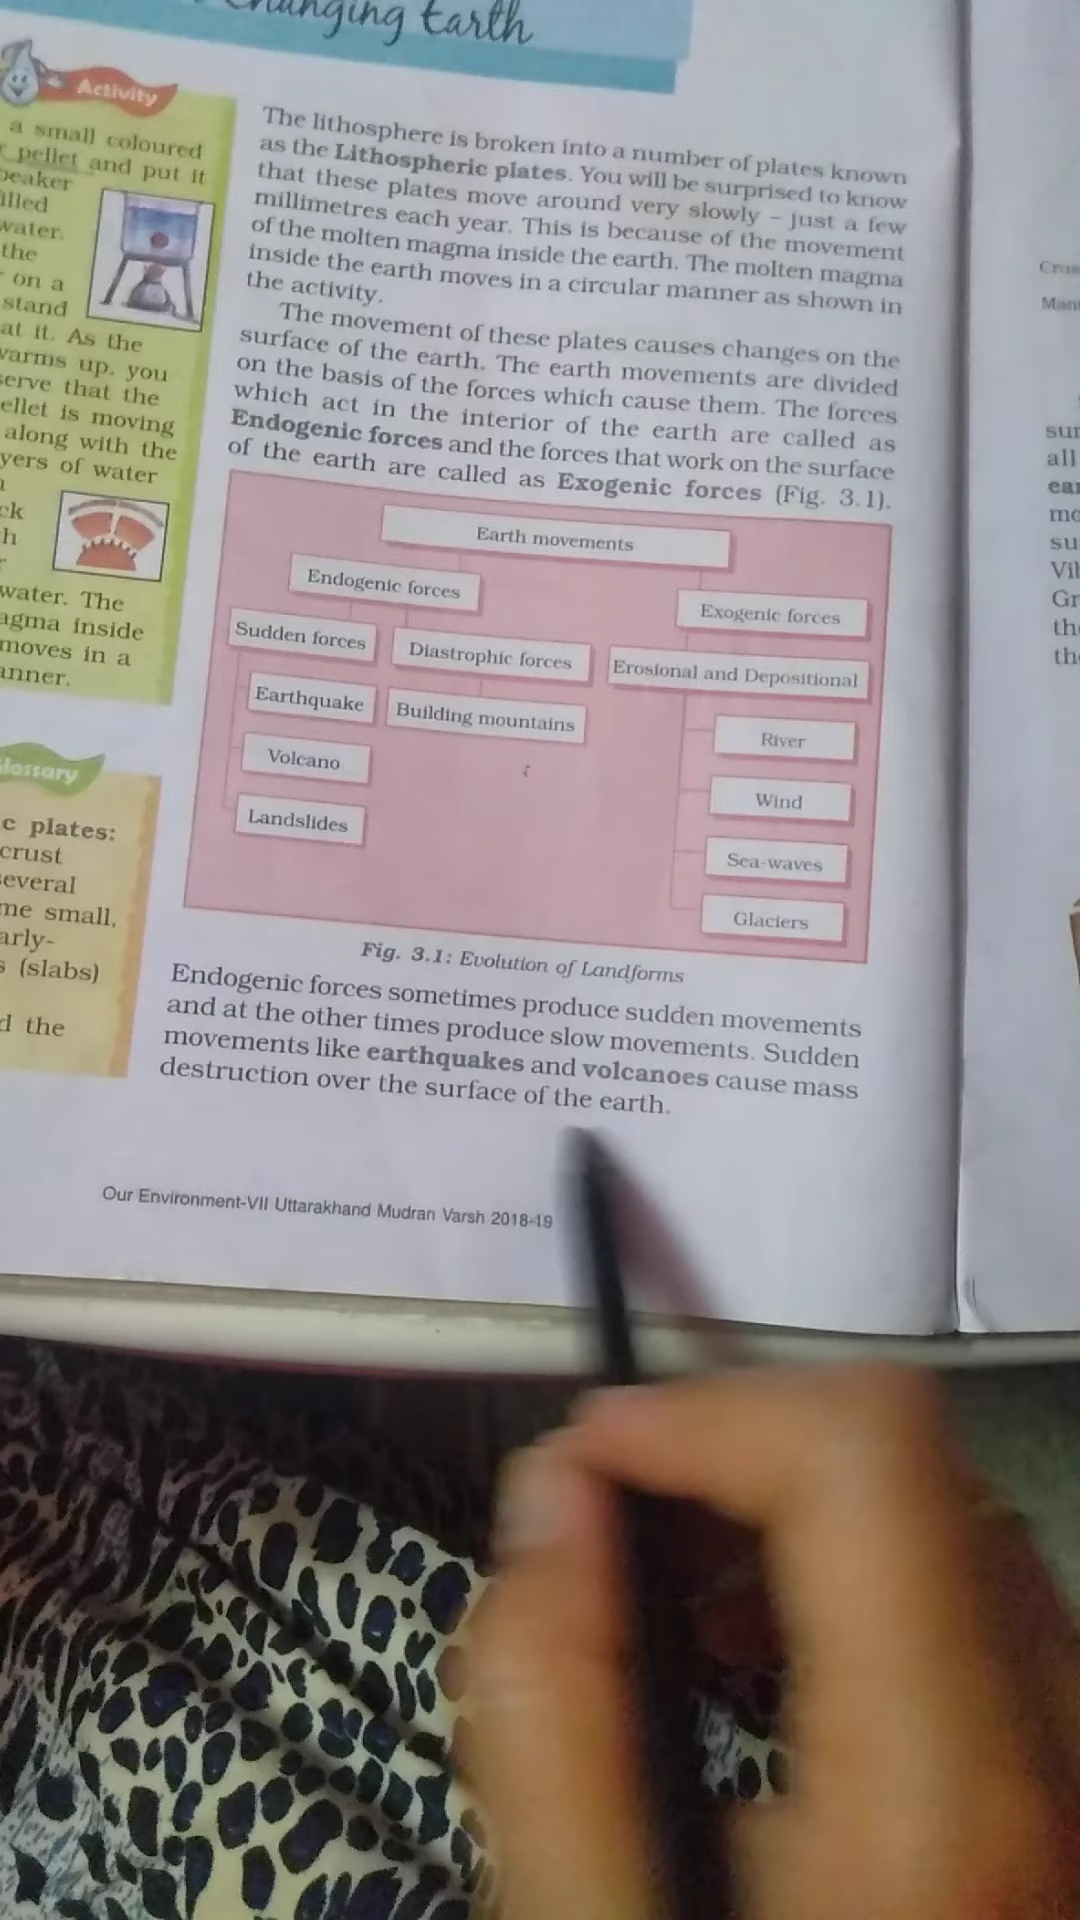 Changing Earth
Activity
a small coloured
pellet and put it
beaker
filled
water.
the
on a
stand
at it. As the
warms up, you
serve that the
ellet is moving
along with the
yers of water
ck
h
water. The
agma inside
moves in a
anner.
Glossary
c plates:
crust
several
me small,
arly-
s (slabs)
d the
The lithosphere is broken into a number of plates known
as the Lithospheric plates. You will be surprised to know
that these plates move around very slowly – just a few
millimetres each year. This is because of the movement
of the molten magma inside the earth. The molten magma
inside the earth moves in a circular manner as shown in
the activity.
The movement of these plates causes changes on the
surface of the earth. The earth movements are divided
on the basis of the forces which cause them. The forces
which act in the interior of the earth are called as
Endogenic forces and the forces that work on the surface
of the earth are called as Exogenic forces (Fig. 3.1).
Earth movements
Endogenic forces
Exogenic forces
Sudden forces
Diastrophic forces
Erosional and Depositional
Earthquake
Building mountains
River
Volcano
Wind
Landslides
Sea-waves
Glaciers
Fig. 3.1: Evolution of Landforms
Endogenic forces sometimes produce sudden movements
and at the other times produce slow movements. Sudden
movements like earthquakes and volcanoes cause mass
destruction over the surface of the earth.
Our Environment-VII Uttarakhand Mudran Varsh 2018-19
sur
all
ear
mo
su
Gr
the
the